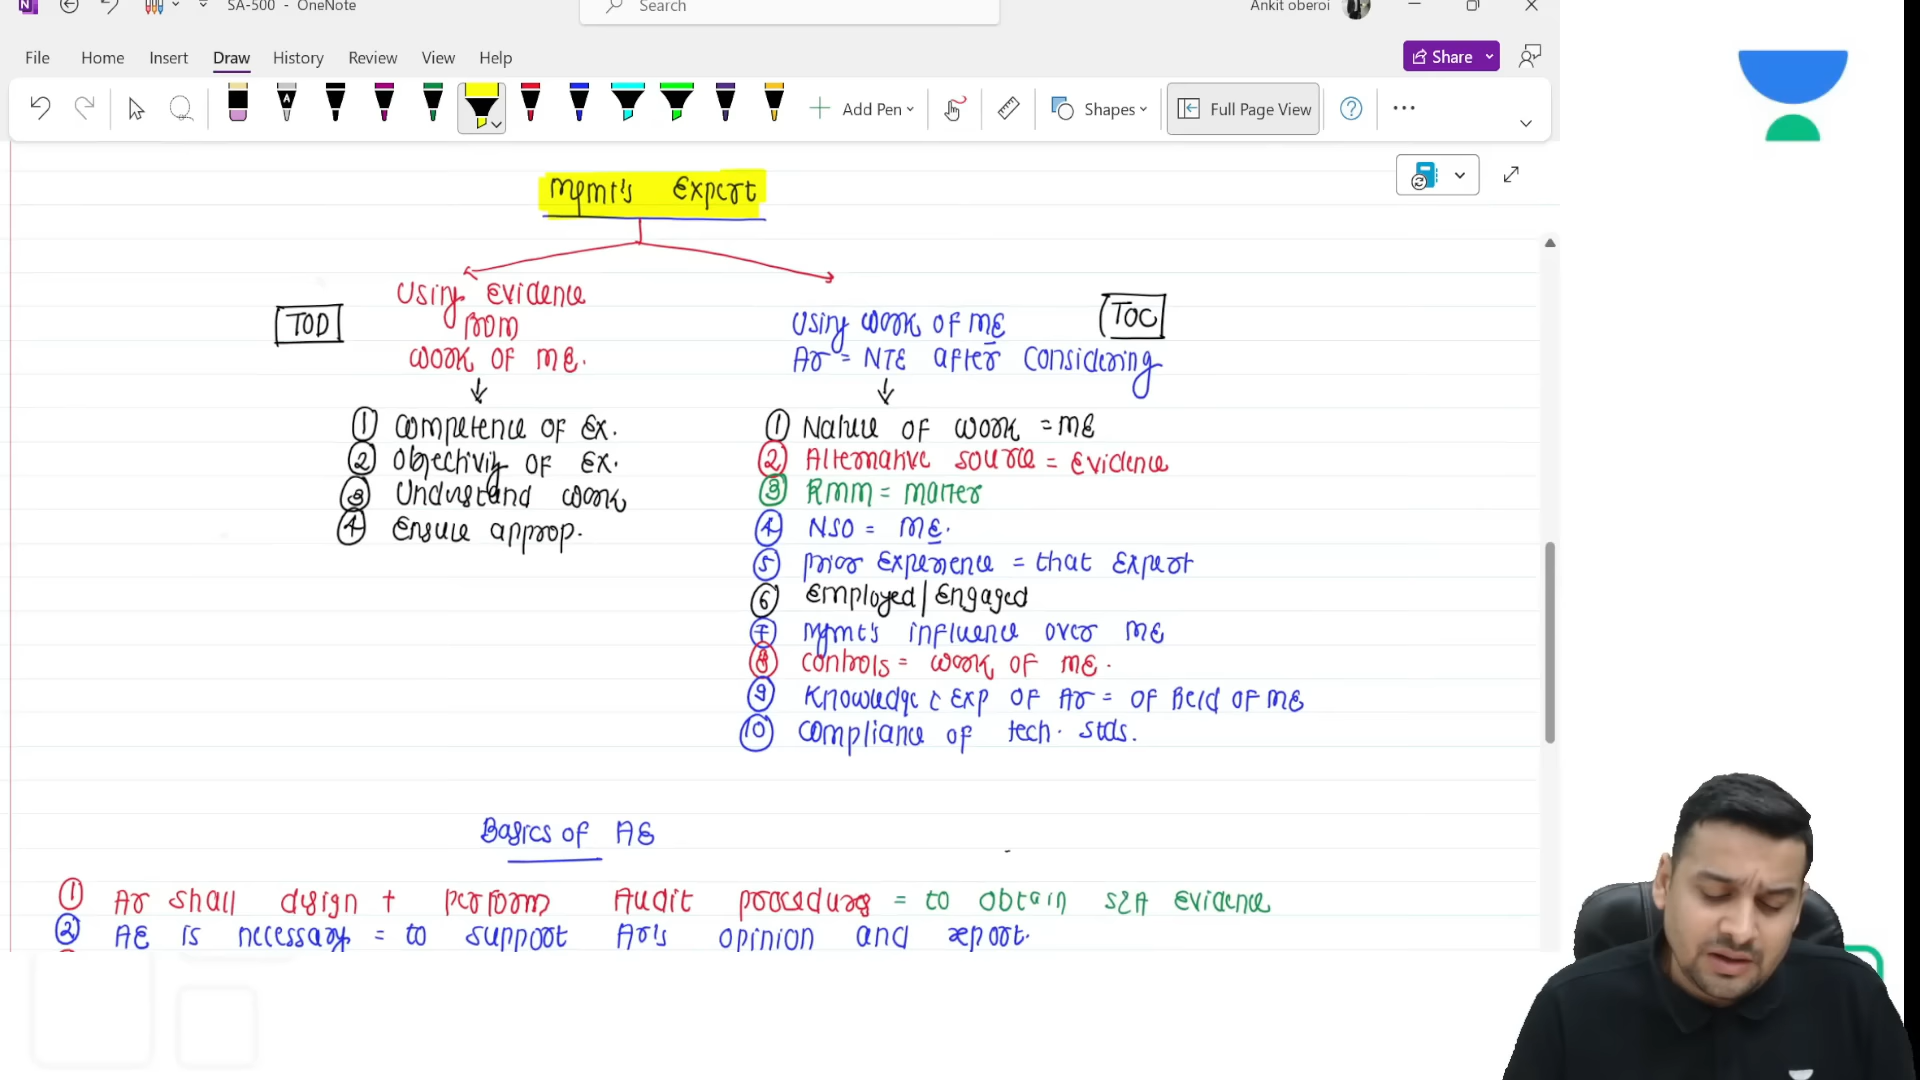 SA-500 - OneNote
Search
Ankit oberoi
File Home Insert Draw History Review View Help
Share
A
Add Pen
Shapes
Full Page View
Mgmt's Expert
Using Evidence
from
work of ME.
TOD
Using work of ME
Ar = NTE after Considering
TOC
① Competence of Ex.
② Objectivity of Ex.
③ Understand work
④ Ensure approp.
① Nature of work = ME
② Alternative source = Evidence
③ RMM = matter
④ NSO = ME.
⑤ Prior Experience = that Expert
⑥ Employed/Engaged
⑦ Mgmt's influence over ME
⑧ Controls = work of ME.
⑨ Knowledge & Exp of Ar = of field of ME
⑩ Compliance of tech. stds.
Basics of AE
① Ar shall design + perform Audit procedures = to obtain S&A Evidence
② AE is necessary = to support Ar's opinion and report.